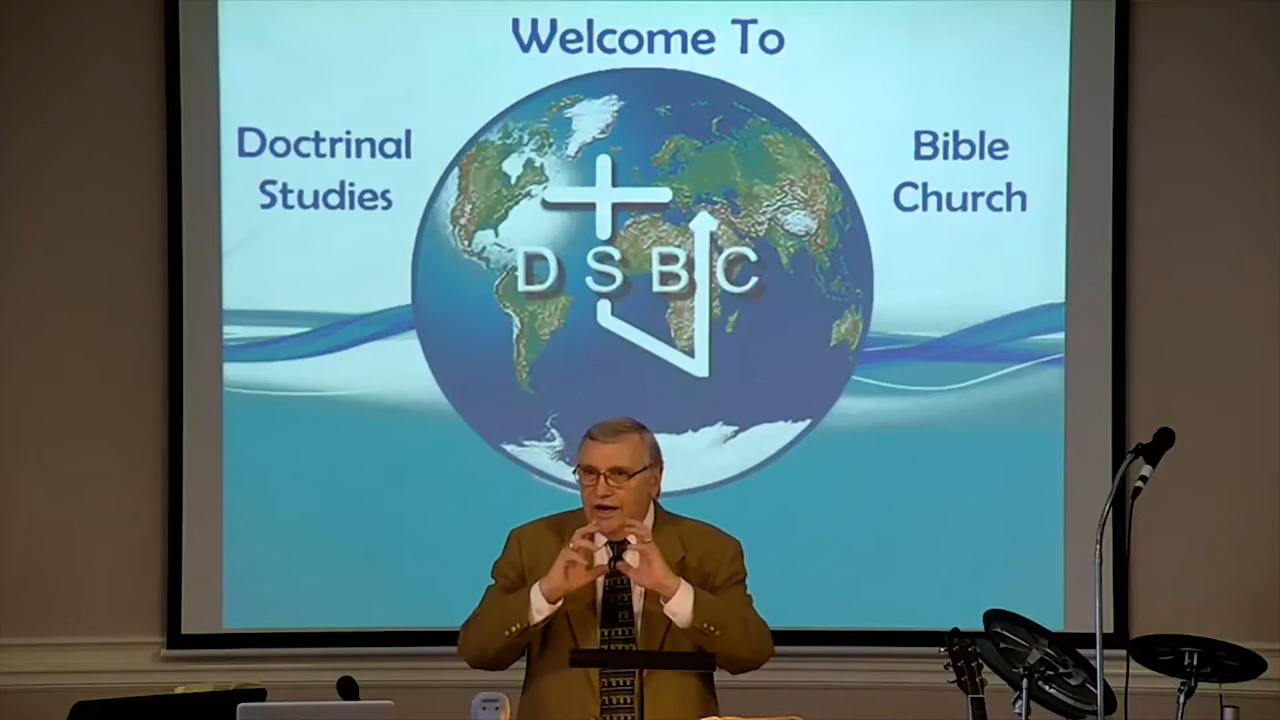 Welcome To
Doctrinal
Studies
Bible
Church
DSBC